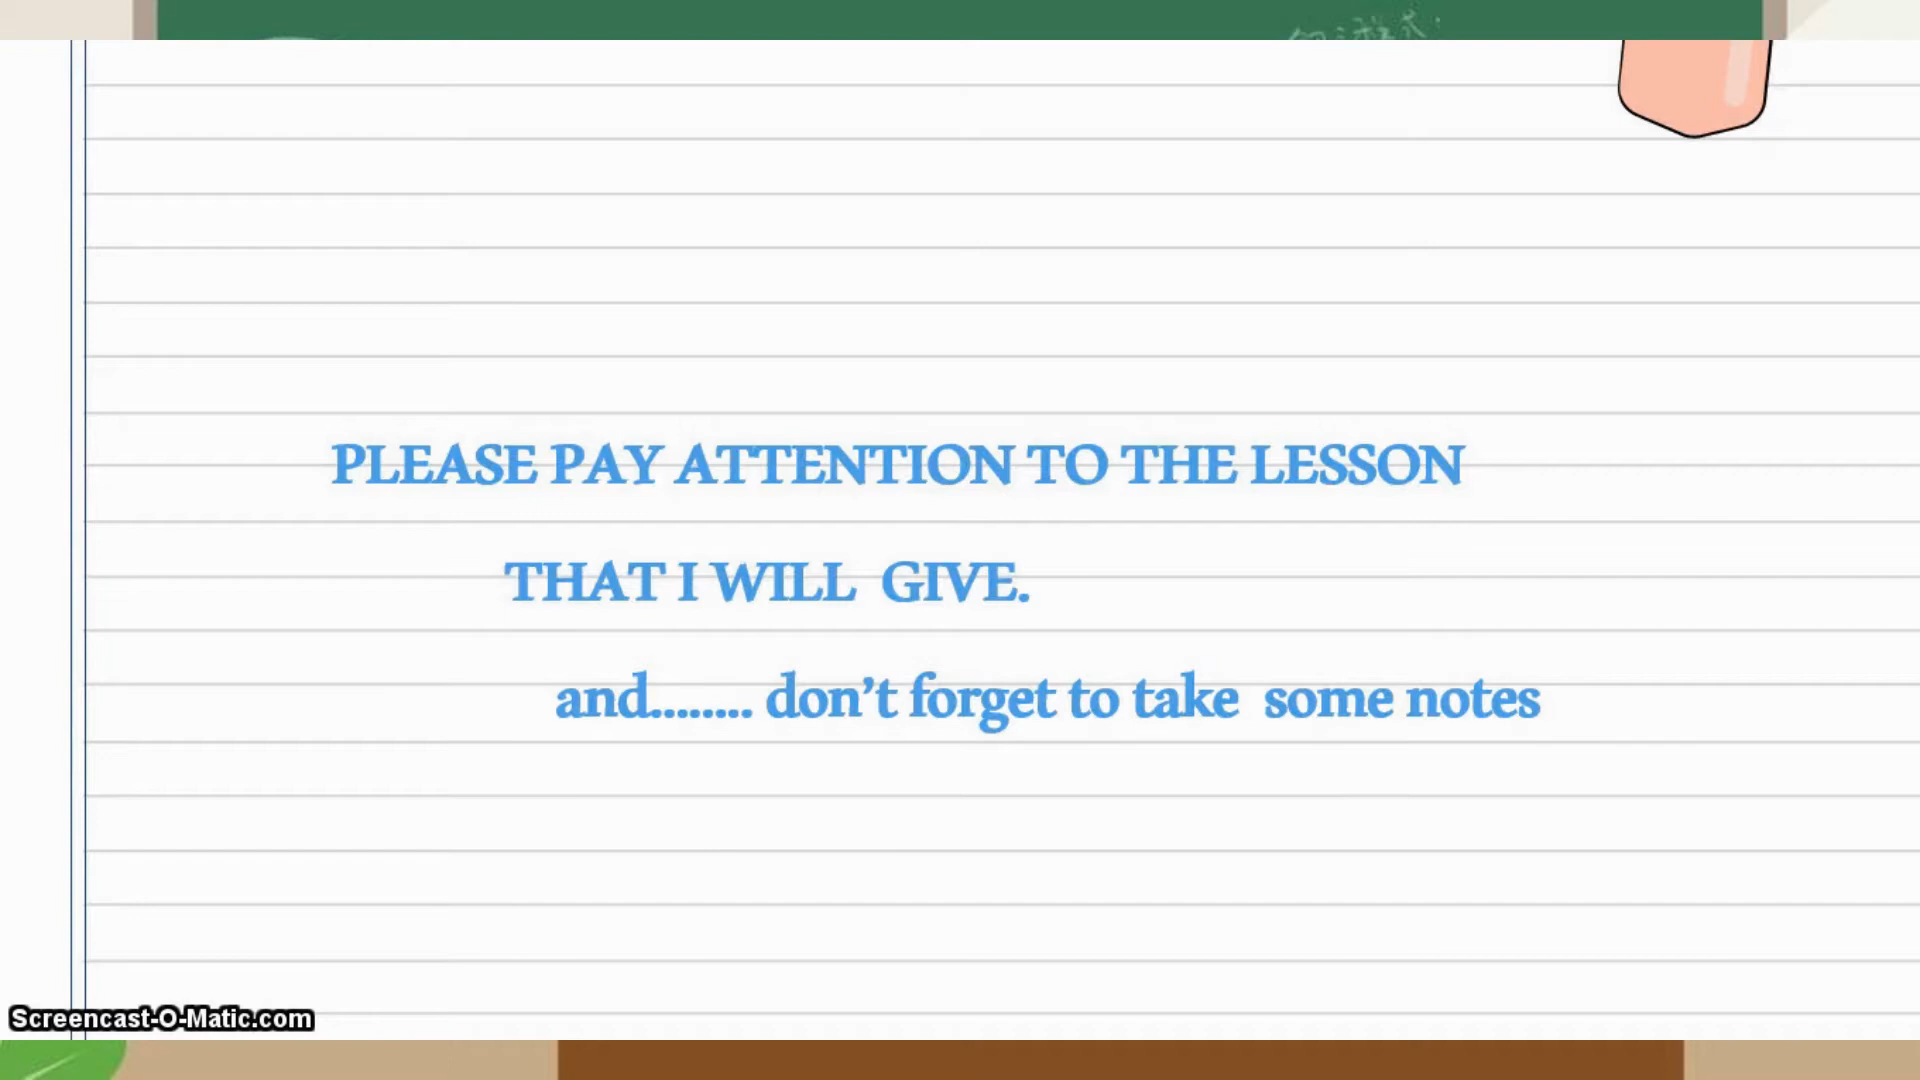 PLEASE PAY ATTENTION TO THE LESSON
THAT I WILL  GIVE.
and........ don’t forget to take  some notes
Screencast-O-Matic.com